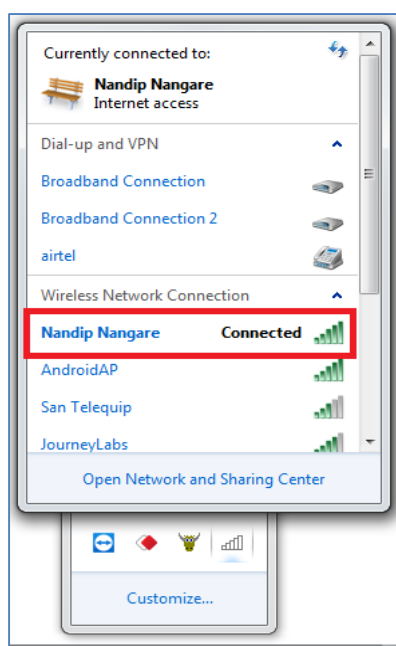 Currently connected to:
Nandip Nangare
Internet access
Dial-up and VPN
Broadband Connection
Broadband Connection 2
airtel
Wireless Network Connection
Nandip Nangare Connected
AndroidAP
San Telequip
JourneyLabs
Open Network and Sharing Center
Customize...